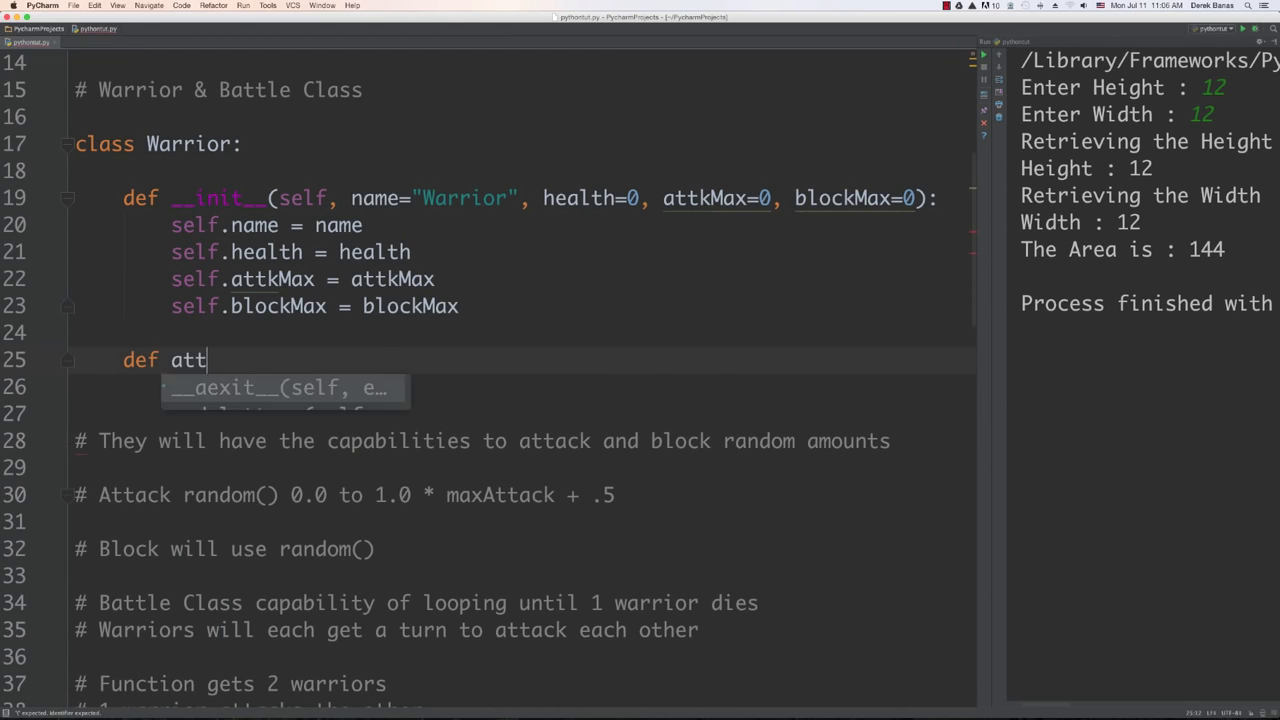 PyCharm File Edit View Navigate Code Refactor Run Tools VCS Window Help
10 Mon Jul 11 11:06 AM Derek Banas
pythontut.py - PycharmProjects - [~/PycharmProjects]
PycharmProjects pythontut.py
pythontut
pythontut.py
Run: pythontut
14
15 # Warrior & Battle Class
16
17 class Warrior:
18
19 def __init__(self, name="Warrior", health=0, attkMax=0, blockMax=0):
20 self.name = name
21 self.health = health
22 self.attkMax = attkMax
23 self.blockMax = blockMax
24
25 def att
26 __aexit__(self, e…
27
28 # They will have the capabilities to attack and block random amounts
29
30 # Attack random() 0.0 to 1.0 * maxAttack + .5
31
32 # Block will use random()
33
34 # Battle Class capability of looping until 1 warrior dies
35 # Warriors will each get a turn to attack each other
36
37 # Function gets 2 warriors
/Library/Frameworks/Py
Enter Height : 12
Enter Width : 12
Retrieving the Height
Height : 12
Retrieving the Width
Width : 12
The Area is : 144
Process finished with
'(' expected. Identifier expected.
25:12 LF‡ UTF-8‡